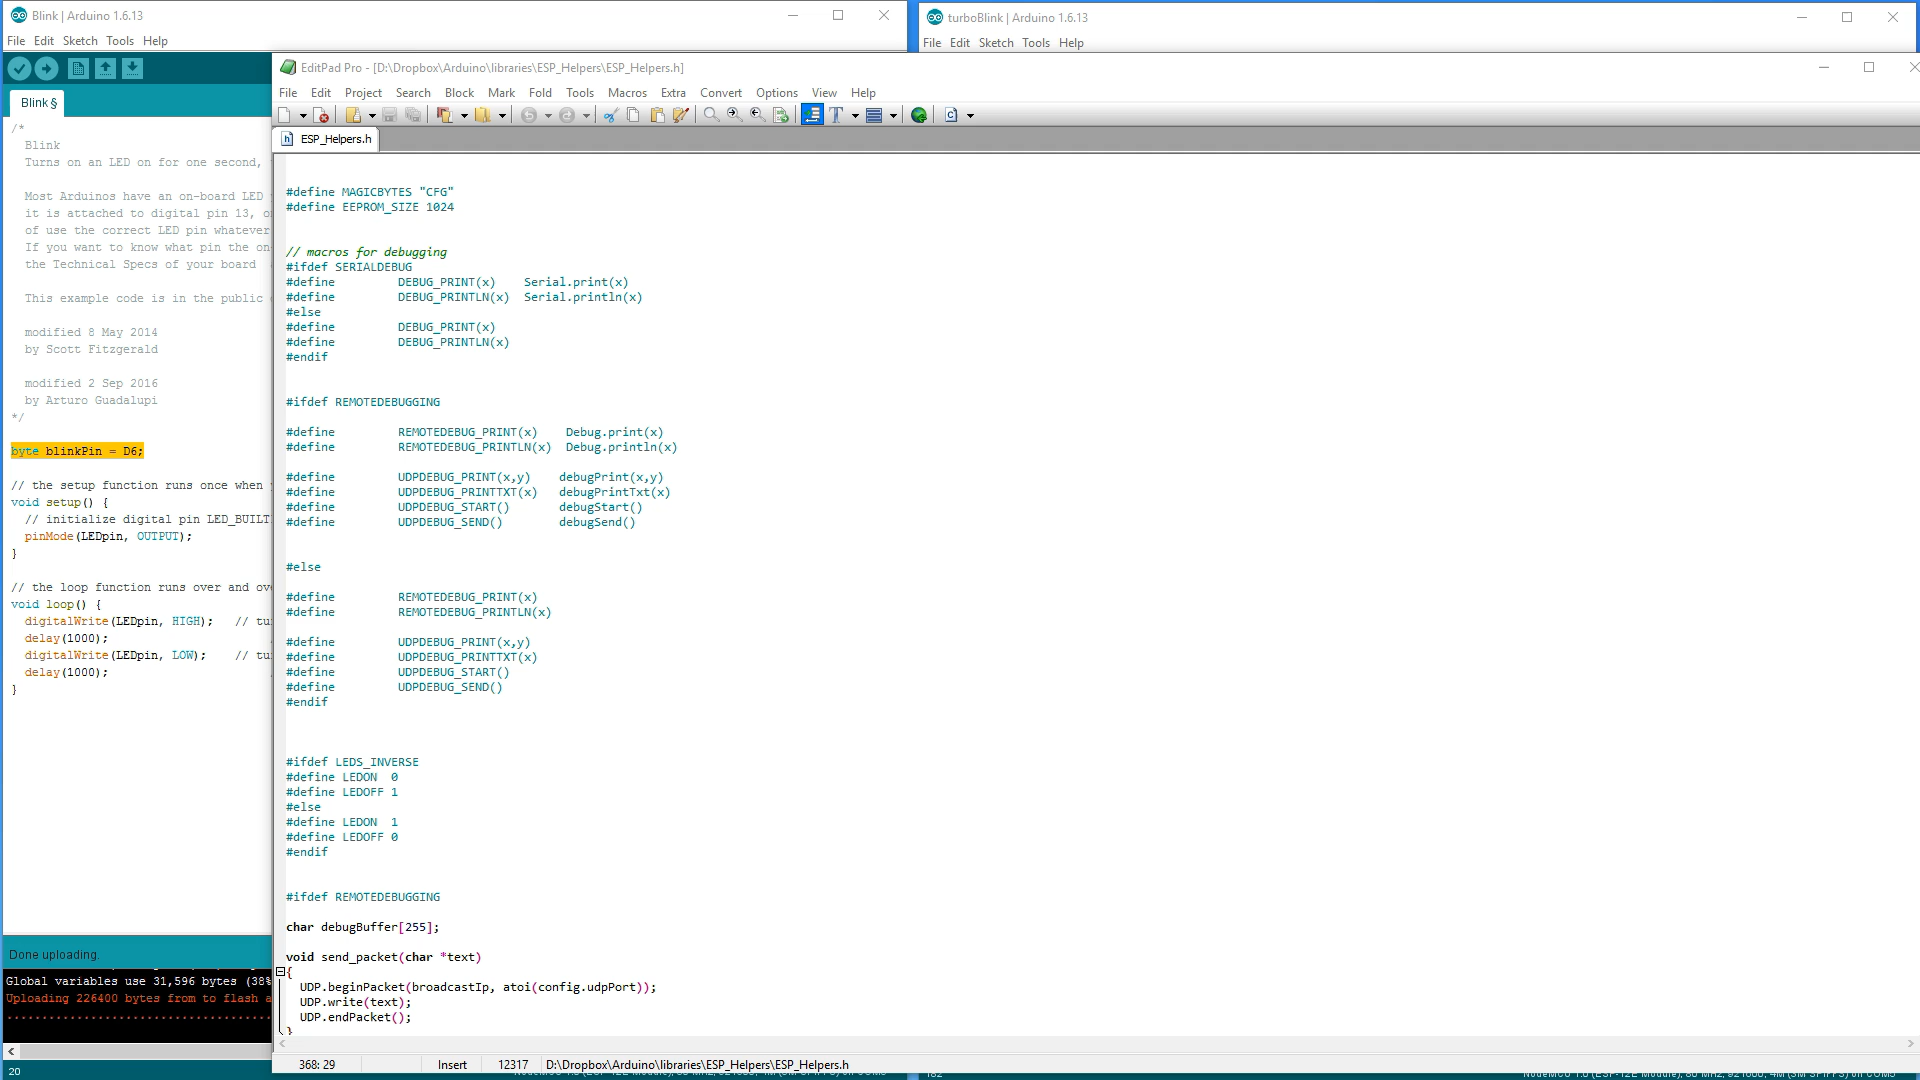 Blink | Arduino 1.6.13
File Edit Sketch Tools Help
turboBlink | Arduino 1.6.13
File Edit Sketch Tools Help
Blink §
/*
Blink
Turns on an LED on for one second,
Most Arduinos have an on-board LED
it is attached to digital pin 13,
of use the correct LED pin whatever
If you want to know what pin the
the Technical Specs of your board
This example code is in the public
modified 8 May 2014
by Scott Fitzgerald
modified 2 Sep 2016
by Arturo Guadalupi
*/
byte blinkPin = D6;
// the setup function runs once when
void setup() {
// initialize digital pin LED_BUILT
pinMode(LEDpin, OUTPUT);
}
// the loop function runs over and
void loop() {
digitalWrite(LEDpin, HIGH); // tu
delay(1000);
digitalWrite(LEDpin, LOW); // tu
delay(1000);
}
Done uploading.
Global variables use 31,596 bytes (38%
Uploading 226400 bytes from to flash a
20
EditPad Pro - [D:\Dropbox\Arduino\libraries\ESP_Helpers\ESP_Helpers.h]
File Edit Project Search Block Mark Fold Tools Macros Extra Convert Options View Help
ESP_Helpers.h
#define MAGICBYTES "CFG"
#define EEPROM_SIZE 1024
// macros for debugging
#ifdef SERIALDEBUG
#define DEBUG_PRINT(x) Serial.print(x)
#define DEBUG_PRINTLN(x) Serial.println(x)
#else
#define DEBUG_PRINT(x)
#define DEBUG_PRINTLN(x)
#endif
#ifdef REMOTEDEBUGGING
#define REMOTEDEBUG_PRINT(x) Debug.print(x)
#define REMOTEDEBUG_PRINTLN(x) Debug.println(x)
#define UDPDEBUG_PRINT(x,y) debugPrint(x,y)
#define UDPDEBUG_PRINTTXT(x) debugPrintTxt(x)
#define UDPDEBUG_START() debugStart()
#define UDPDEBUG_SEND() debugSend()
#else
#define REMOTEDEBUG_PRINT(x)
#define REMOTEDEBUG_PRINTLN(x)
#define UDPDEBUG_PRINT(x,y)
#define UDPDEBUG_PRINTTXT(x)
#define UDPDEBUG_START()
#define UDPDEBUG_SEND()
#endif
#ifdef LEDS_INVERSE
#define LEDON 0
#define LEDOFF 1
#else
#define LEDON 1
#define LEDOFF 0
#endif
#ifdef REMOTEDEBUGGING
char debugBuffer[255];
void send_packet(char *text)
{
UDP.beginPacket(broadcastIp, atoi(config.udpPort));
UDP.write(text);
UDP.endPacket();
}
368: 29 Insert 12317 D:\Dropbox\Arduino\libraries\ESP_Helpers\ESP_Helpers.h